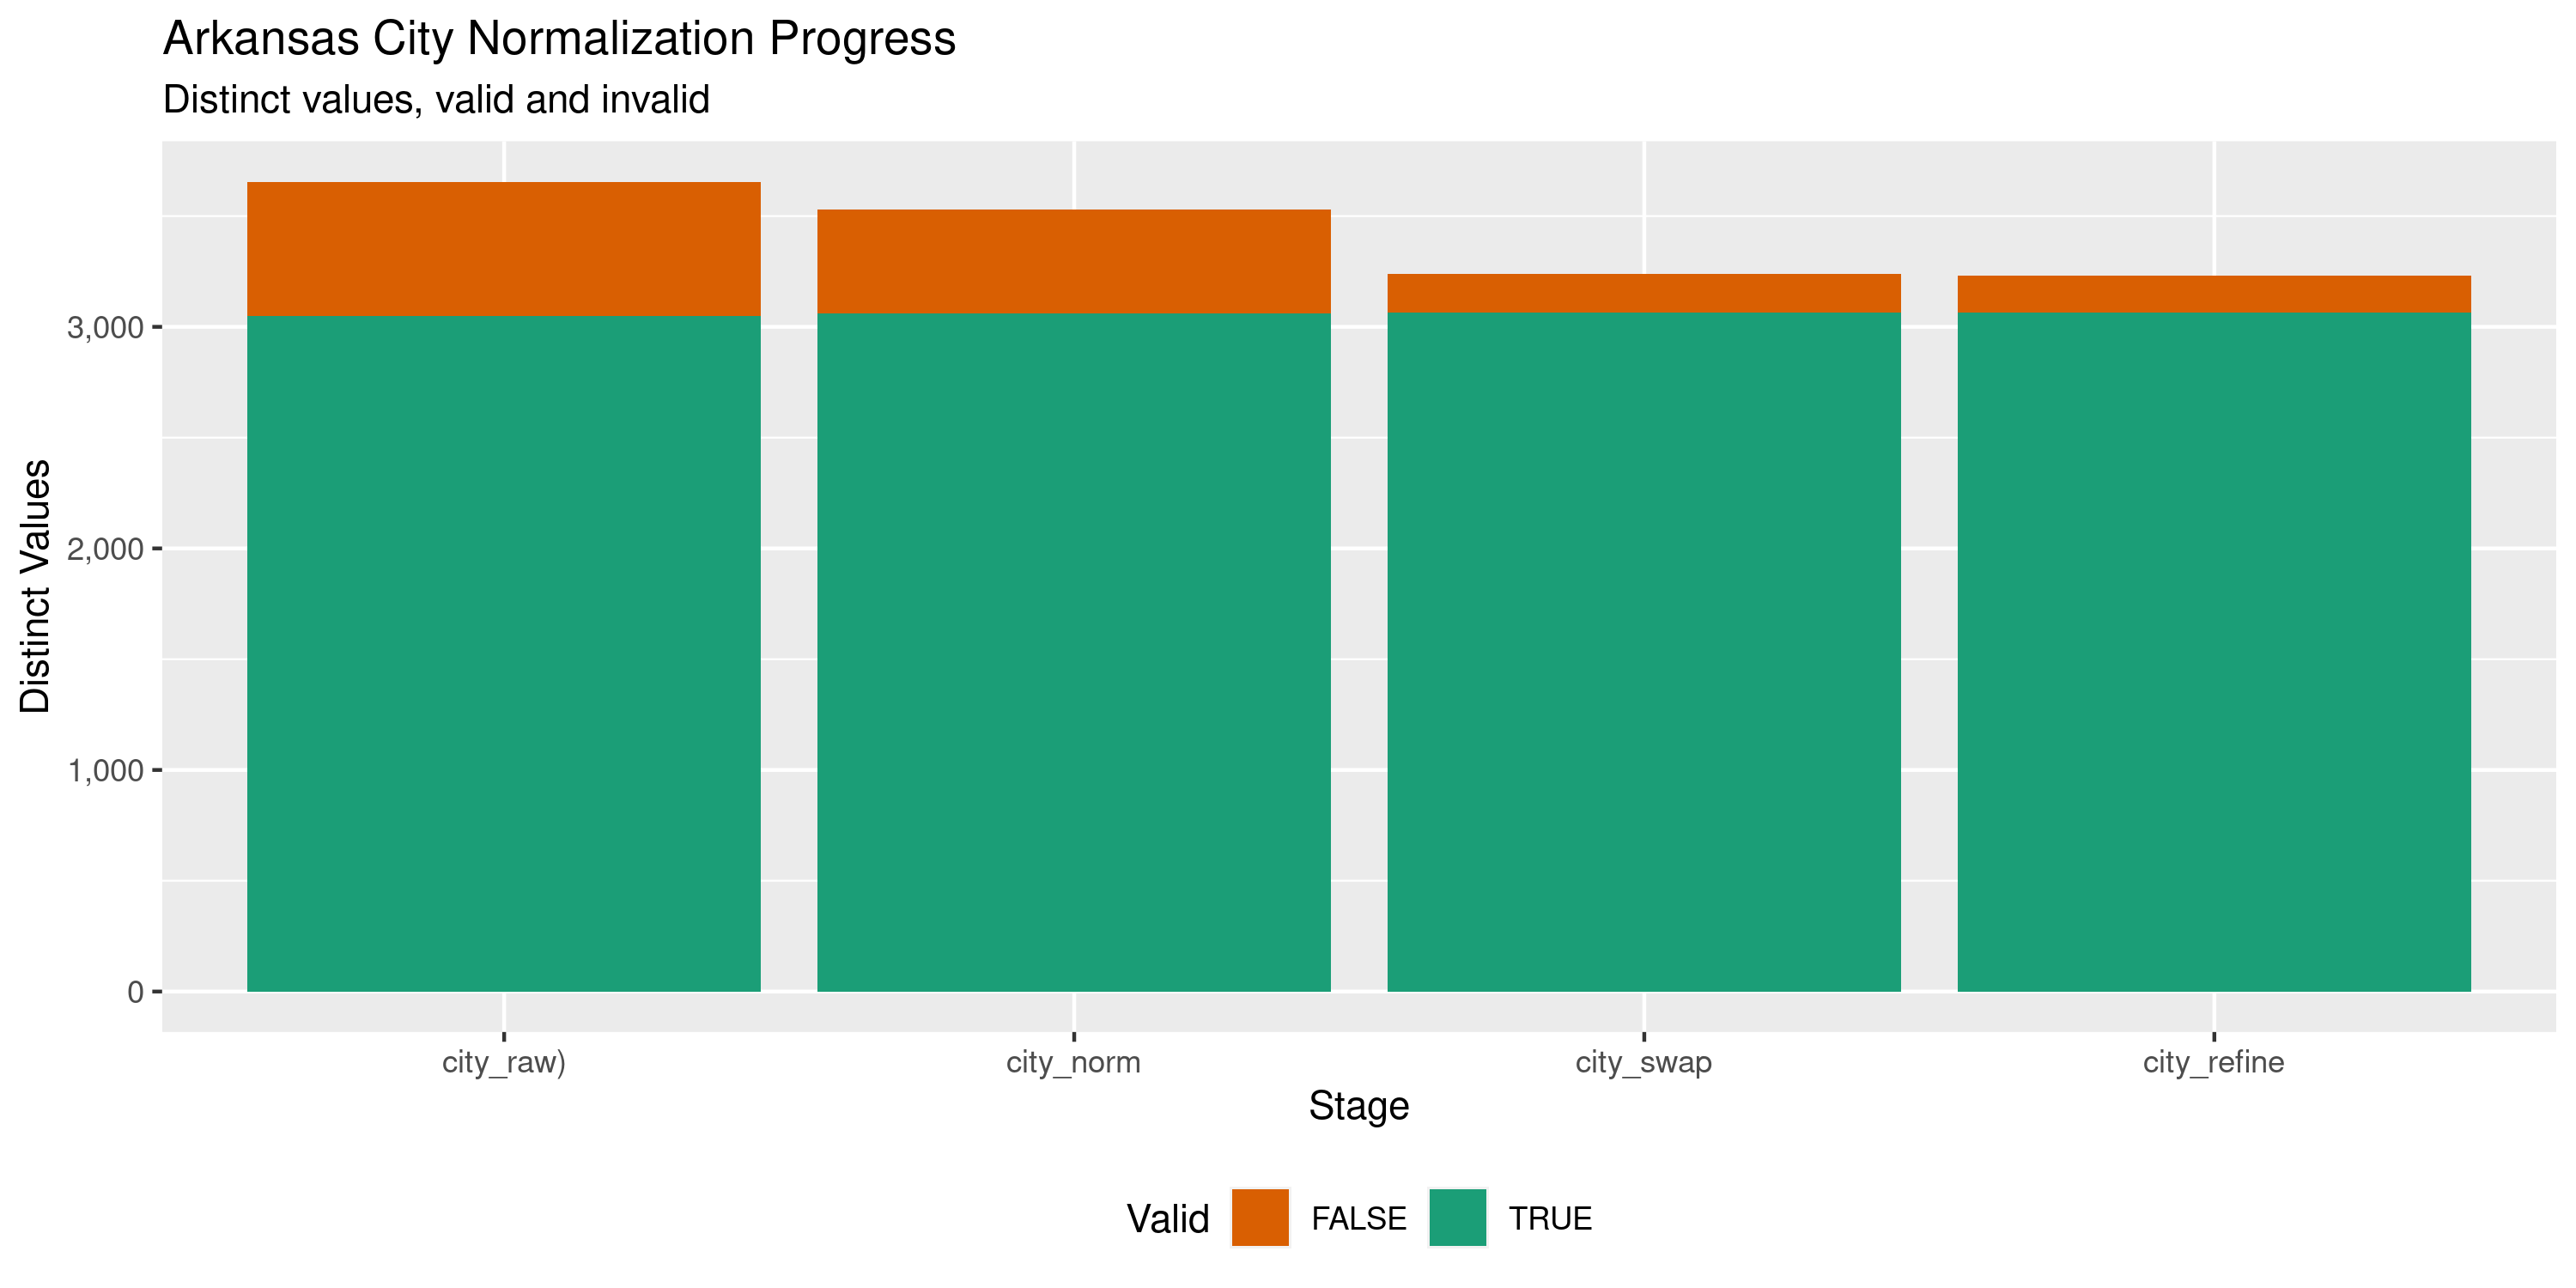 Arkansas City Normalization Progress
Distinct values, valid and invalid
Distinct Values
3,000
2,000
1,000
0
city_raw) city_norm city_swap city_refine
Stage
Valid FALSE TRUE